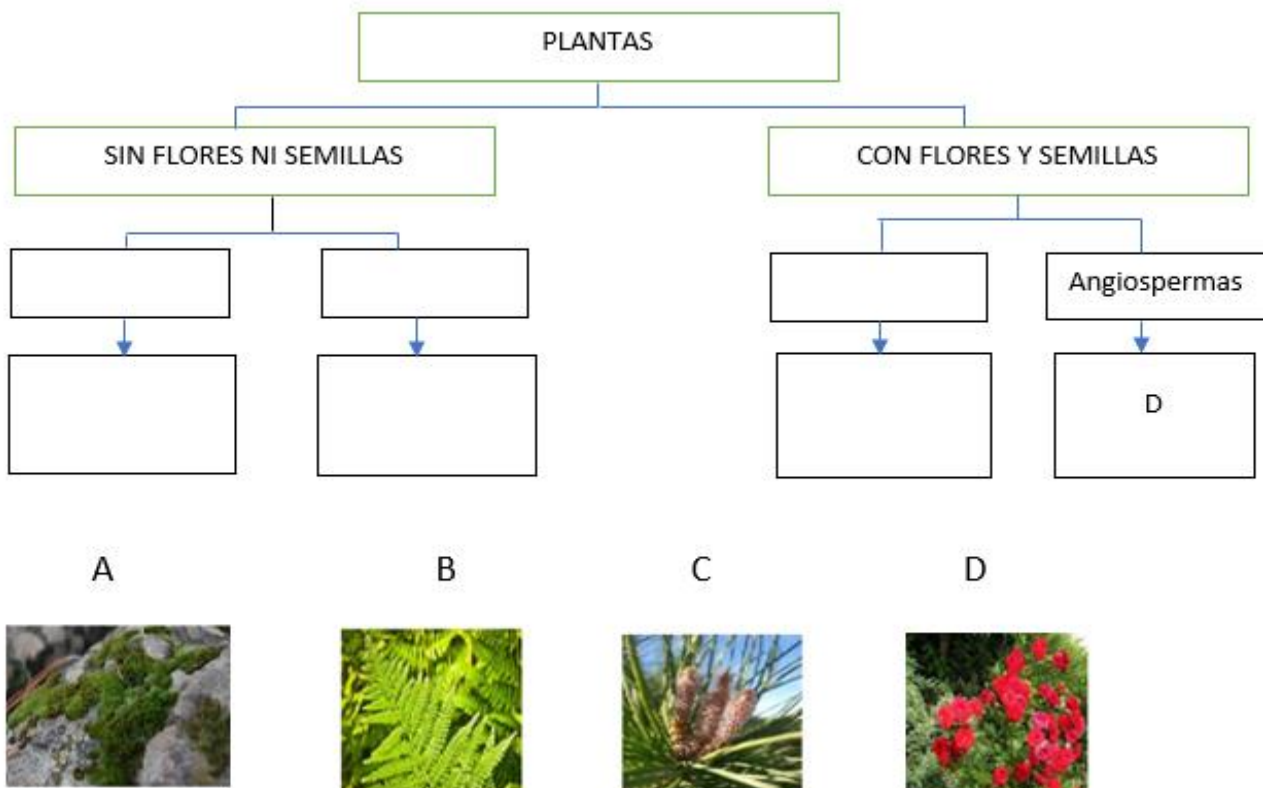 PLANTAS
SIN FLORES NI SEMILLAS
CON FLORES Y SEMILLAS
Angiospermas
D
A
B
C
D